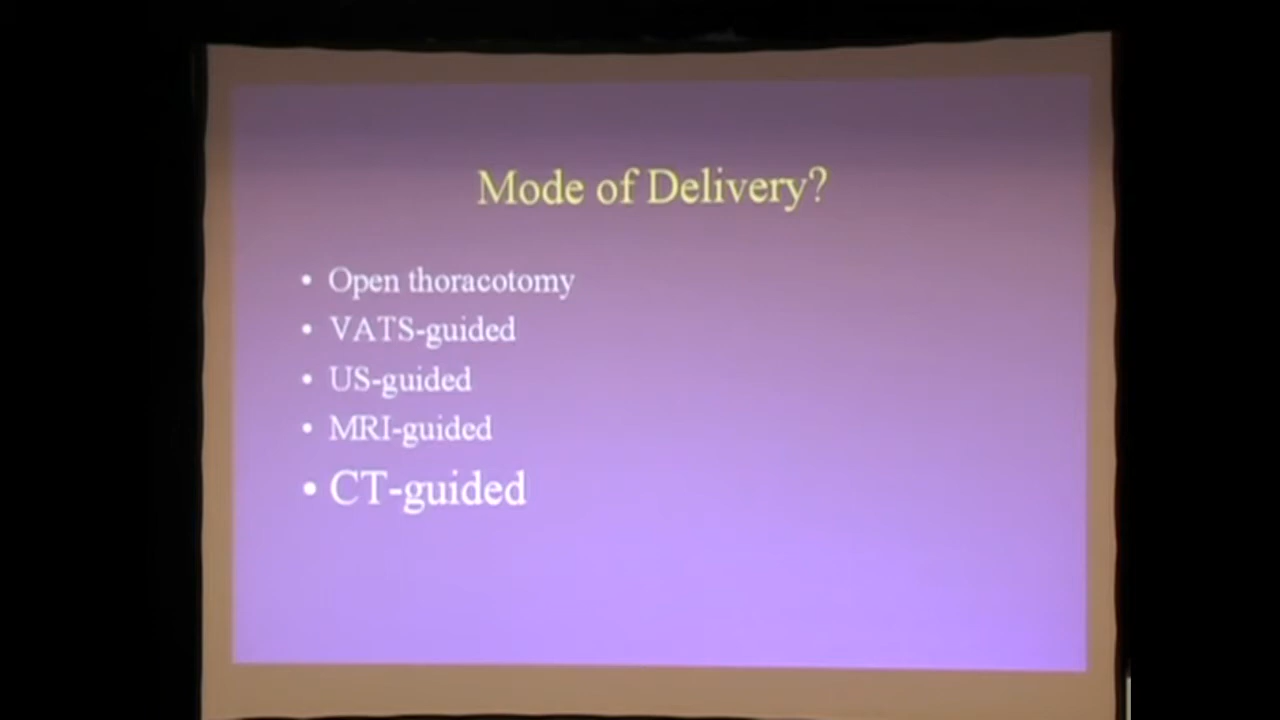 Mode of Delivery?
• Open thoracotomy
• VATS-guided
• US-guided
• MRI-guided
• CT-guided